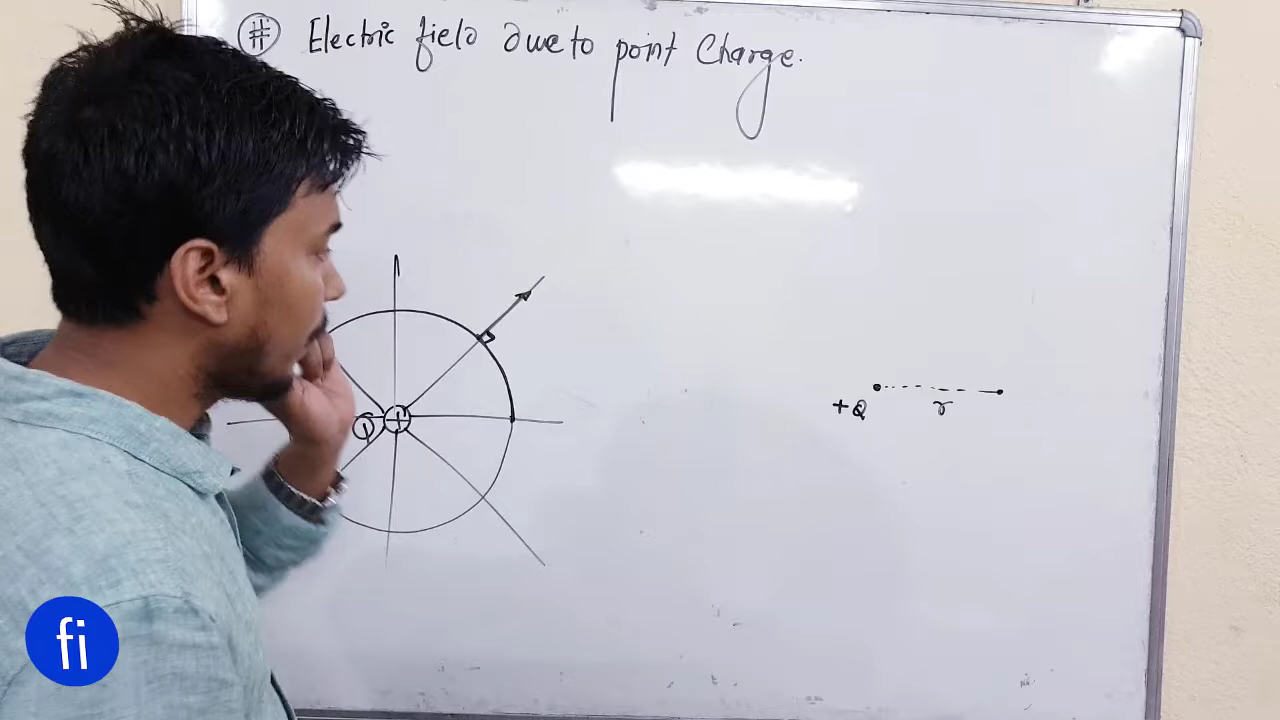 # Electric field Due to point Charge.
Q +
+Q r
fi